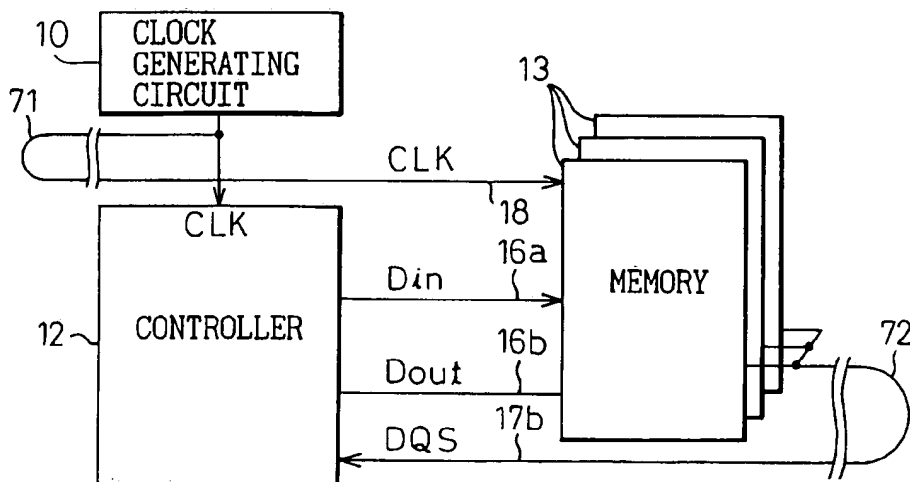 10
CLOCK
GENERATING
CIRCUIT
71
13
CLK
18
CLK
Din
16a
MEMORY
12
CONTROLLER
Dout
16b
72
DQS
17b